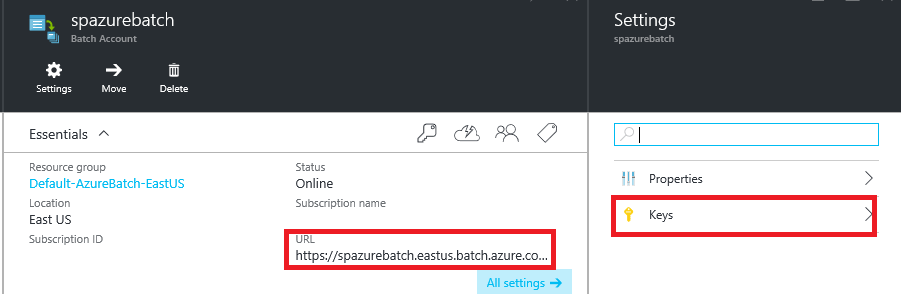 spazurebatch
Batch Account
Settings
Move
Delete
Essentials
Resource group
Default-AzureBatch-EastUS
Location
East US
Subscription ID
Status
Online
Subscription name
URL
https://spazurebatch.eastus.batch.azure.co...
All settings
Settings
spazurebatch
Properties
Keys